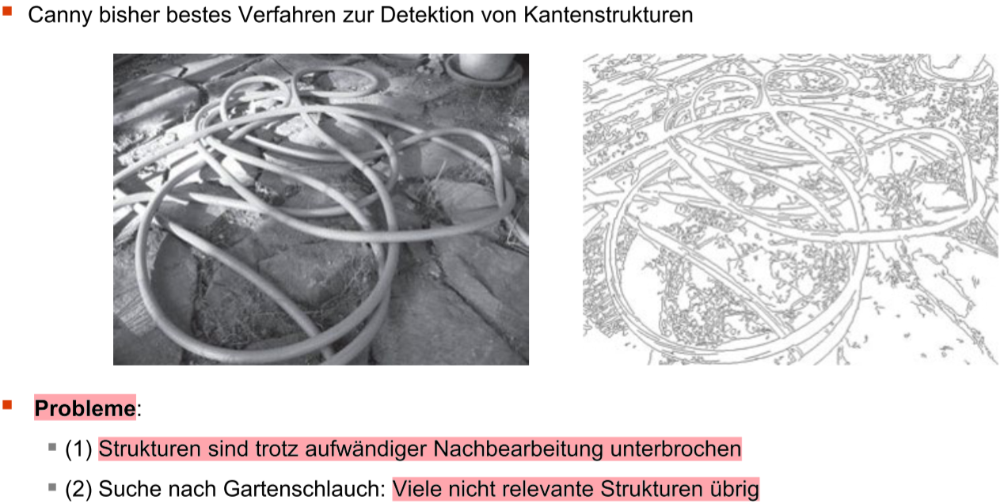 Canny bisher bestes Verfahren zur Detektion von Kantenstrukturen
Probleme:
(1) Strukturen sind trotz aufwändiger Nachbearbeitung unterbrochen
(2) Suche nach Gartenschlauch: Viele nicht relevante Strukturen übrig